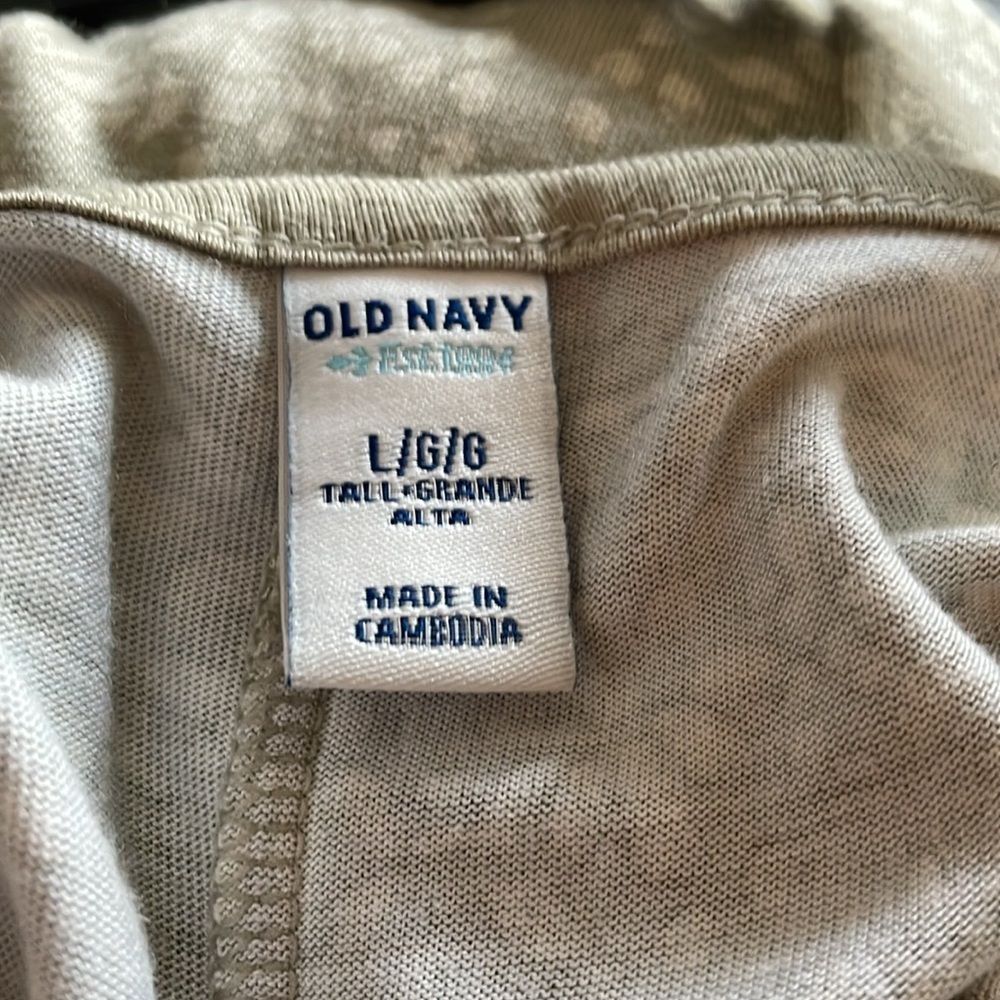 OLD NAVY
EST. 1994
L/G/G
TALL•GRANDE
ALTA
MADE IN
CAMBODIA